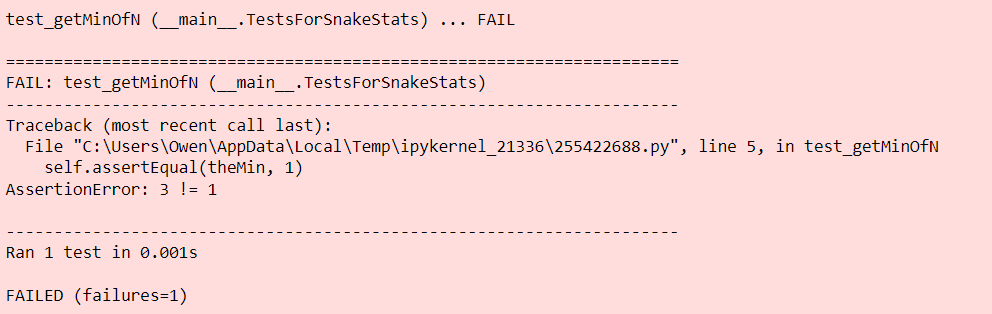 test_getMinOfN (__main__.TestsForSnakeStats) ... FAIL
======================================================================
FAIL: test_getMinOfN (__main__.TestsForSnakeStats)
----------------------------------------------------------------------
Traceback (most recent call last):
  File "C:\Users\Owen\AppData\Local\Temp\ipykernel_21336\255422688.py", line 5, in test_getMinOfN
    self.assertEqual(theMin, 1)
AssertionError: 3 != 1
----------------------------------------------------------------------
Ran 1 test in 0.001s
FAILED (failures=1)